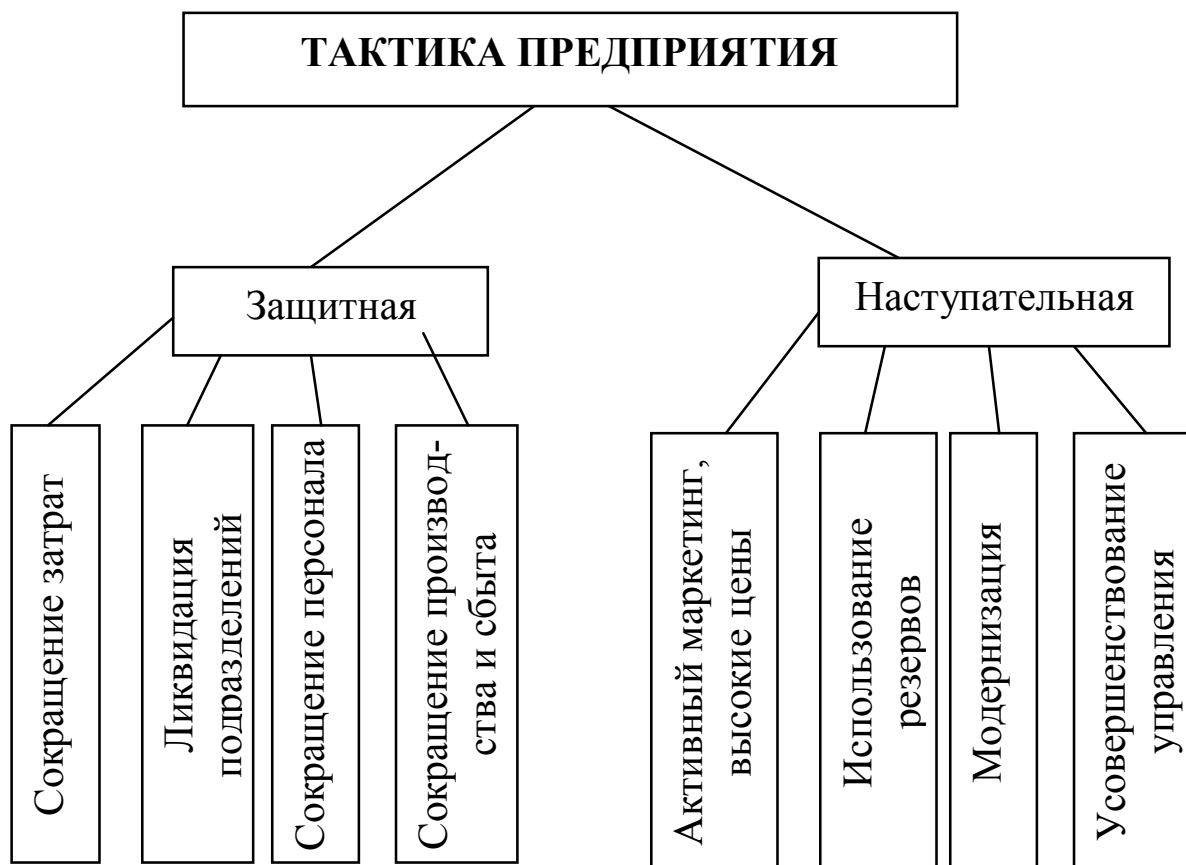 ТАКТИКА ПРЕДПРИЯТИЯ
Защитная
Наступательная
Сокращение затрат
Ликвидация
подразделений
Сокращение персонала
Сокращение производ-
ства и сбыта
Активный маркетинг,
высокие цены
Использование
резервов
Модернизация
Усовершенствование
управления